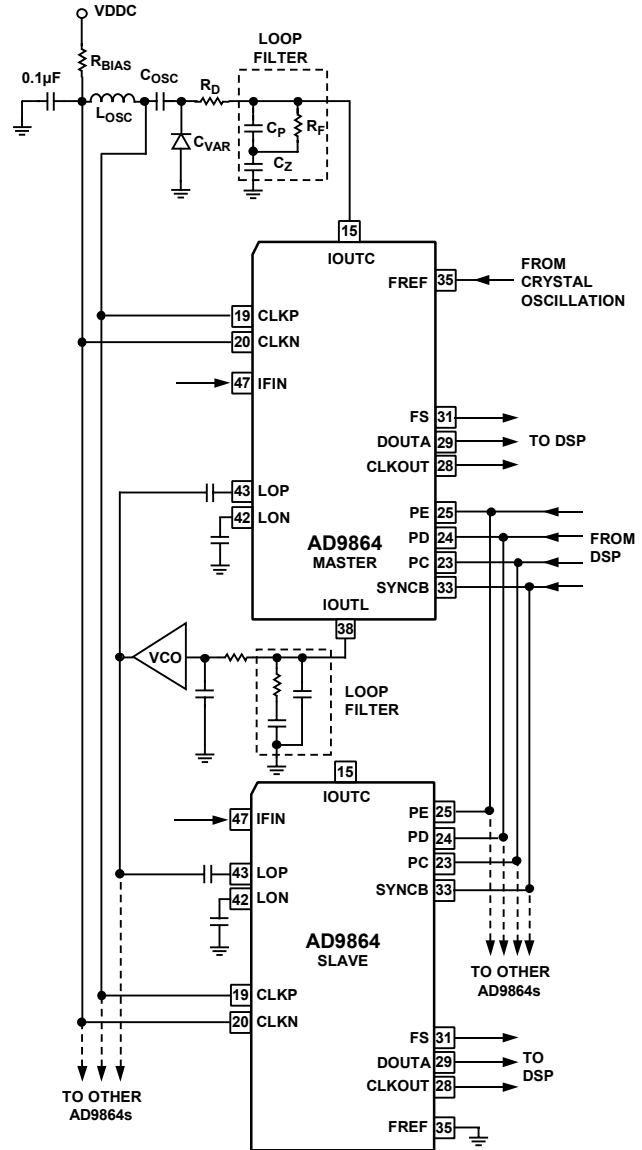 VDDC
RBIAS
0.1µF
LOSC
COSC
RD
LOOP
FILTER
CP
RF
CVAR
CZ
15
IOUTC
FREF 35
FROM
CRYSTAL
OSCILLATION
19 CLKP
20 CLKN
47 IFIN
FS 31
DOUTA 29
TO DSP
CLKOUT 28
43 LOP
42 LON
AD9864
MASTER
PE 25
PD 24
PC 23
SYNCB 33
FROM
DSP
IOUTL
38
VCO
LOOP
FILTER
15
IOUTC
47 IFIN
43 LOP
42 LON
AD9864
SLAVE
PE 25
PD 24
PC 23
SYNCB 33
TO OTHER
AD9864s
19 CLKP
20 CLKN
FS 31
DOUTA 29
CLKOUT 28
TO
DSP
FREF 35
TO OTHER
AD9864s